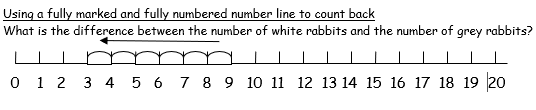 Using a fully marked and fully numbered number line to count back
What is the difference between the number of white rabbits and the number of grey rabbits?
0 1 2 3 4 5 6 7 8 9 10 11 12 13 14 15 16 17 18 19 20